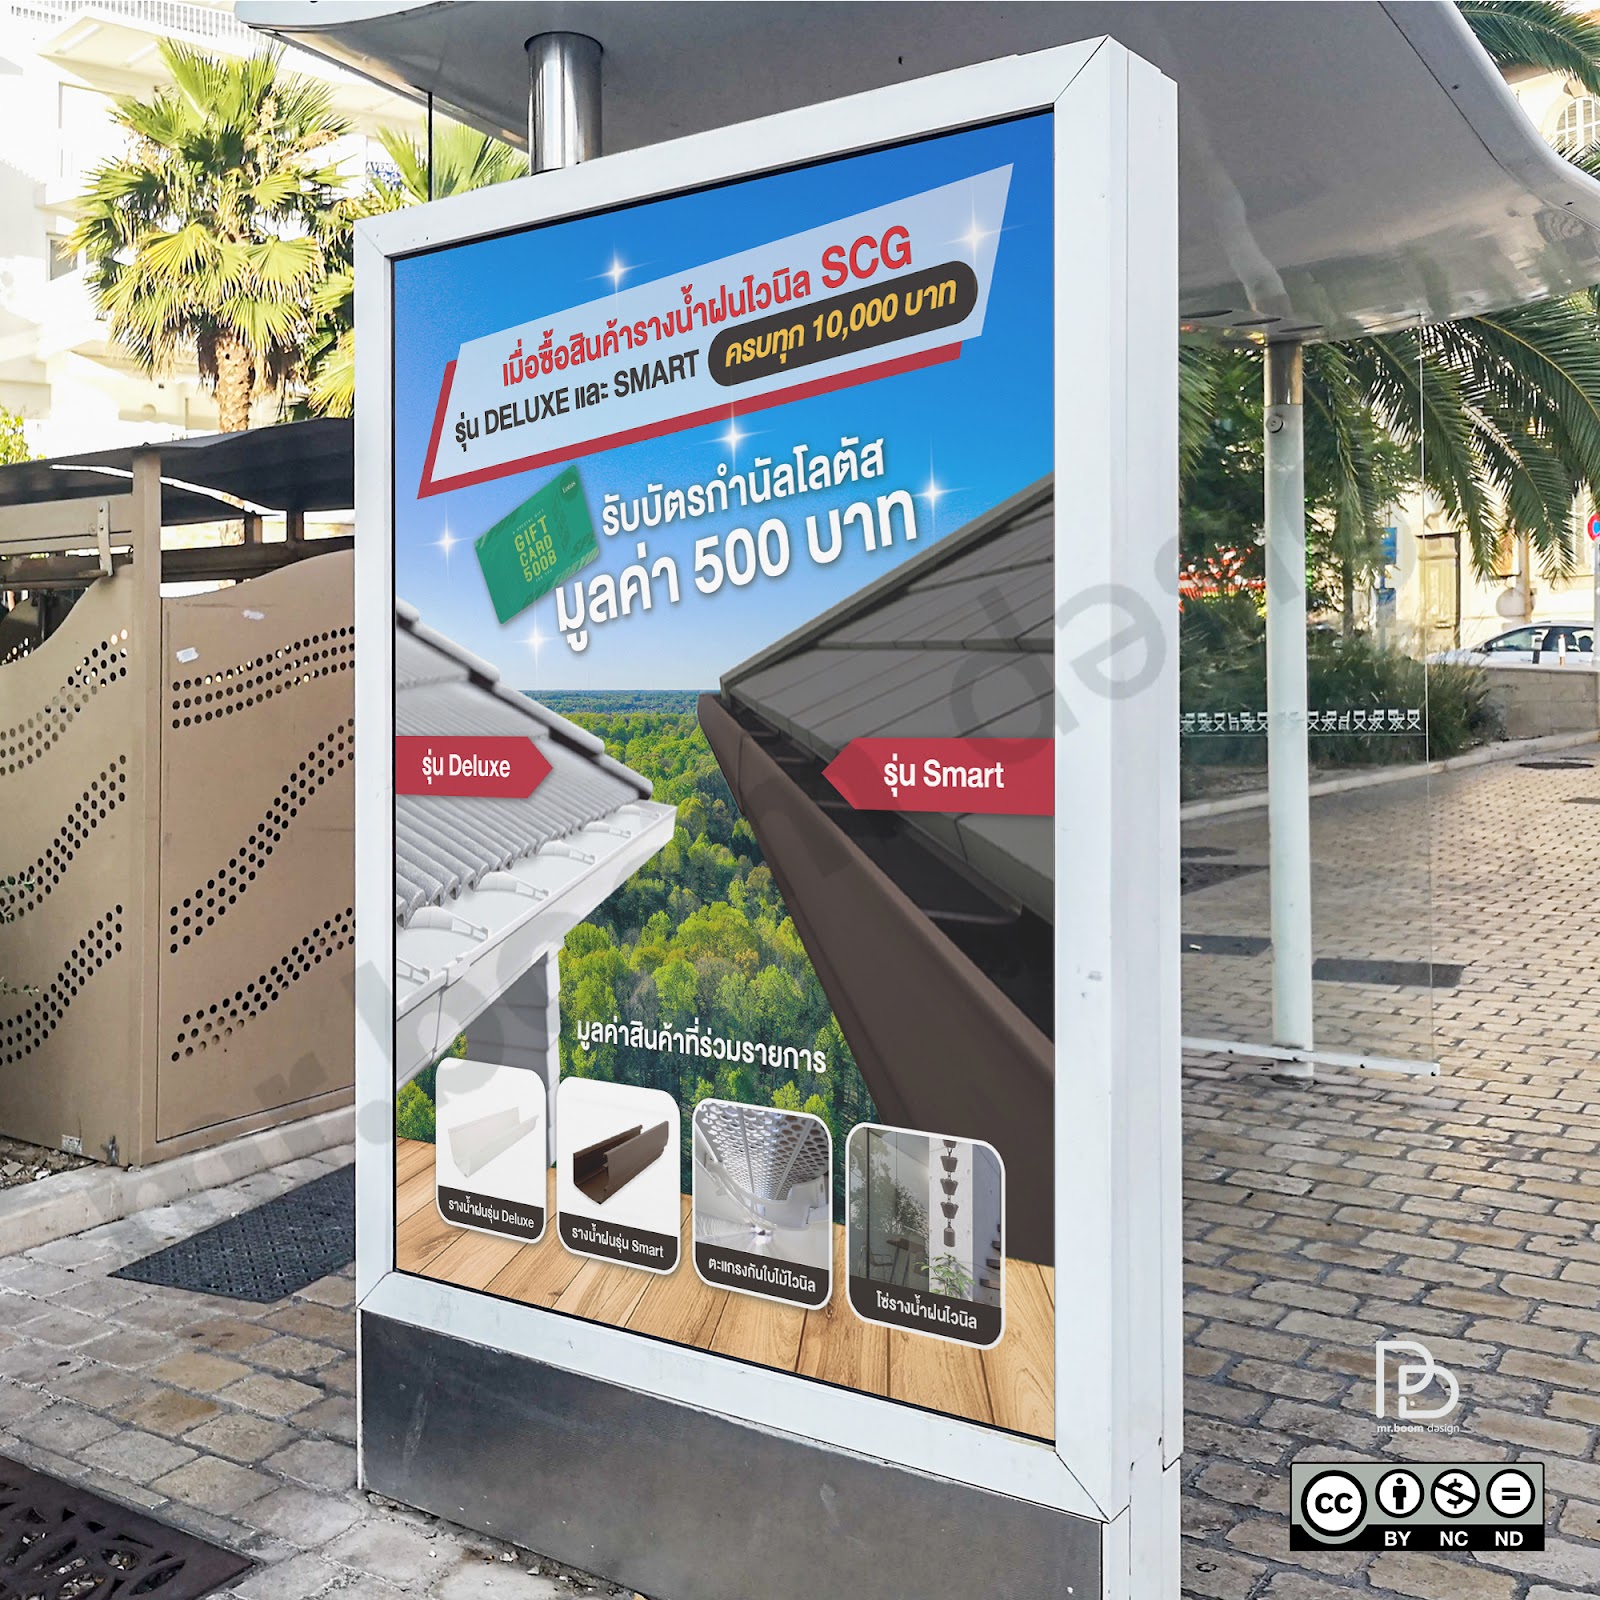 เมื่อซื้อสินค้ารางน้ำฝนไวนิล SCG
รุ่น DELUXE และ SMART ครบทุก 10,000 บาท
รับบัตรกำนัลโลตัส
มูลค่า 500 บาท
Lotus's
GIFT
CARD
500B
รุ่น Deluxe
รุ่น Smart
มูลค่าสินค้าที่ร่วมรายการ
รางน้ำฝนรุ่น Deluxe
รางน้ำฝนรุ่น Smart
ตะแกรงกันใบไม้ไวนิล
โซ่รางน้ำฝนไวนิล
mr.boom dasign
mr.boom dasign
cc
BY NC ND